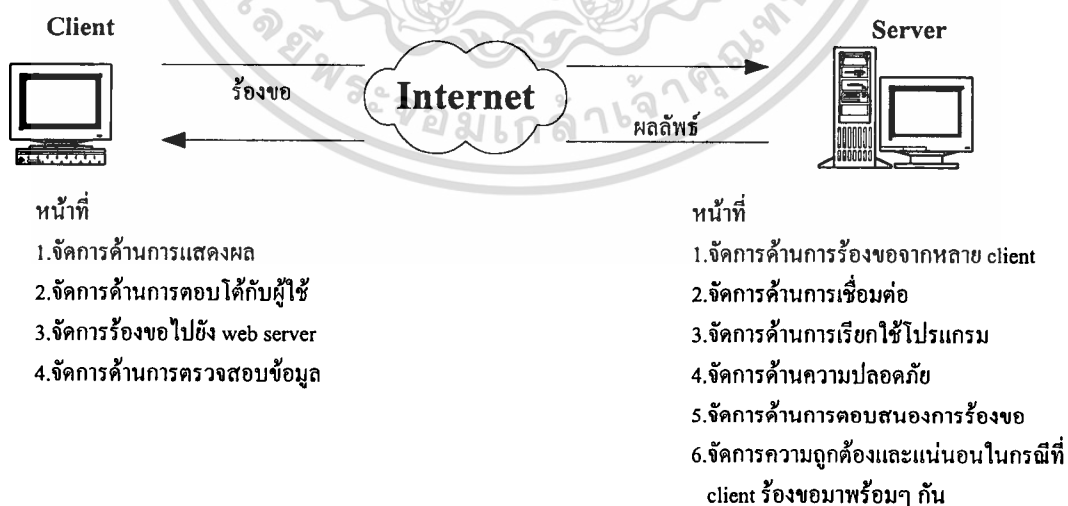 Client
Server
ร้องขอ
Internet
ผลลัพธ์
หน้าที่
1.จัดการด้านการแสดงผล
2.จัดการด้านการตอบโต้กับผู้ใช้
3.จัดการร้องขอไปยัง web server
4.จัดการด้านการตรวจสอบข้อมูล
หน้าที่
1.จัดการด้านการร้องขอจากหลาย client
2.จัดการด้านการเชื่อมต่อ
3.จัดการด้านการเรียกใช้โปรแกรม
4.จัดการด้านความปลอดภัย
5.จัดการด้านการตอบสนองการร้องขอ
6.จัดการความถูกต้องและแน่นอนในกรณีที่
client ร้องขอมาพร้อมๆ กัน